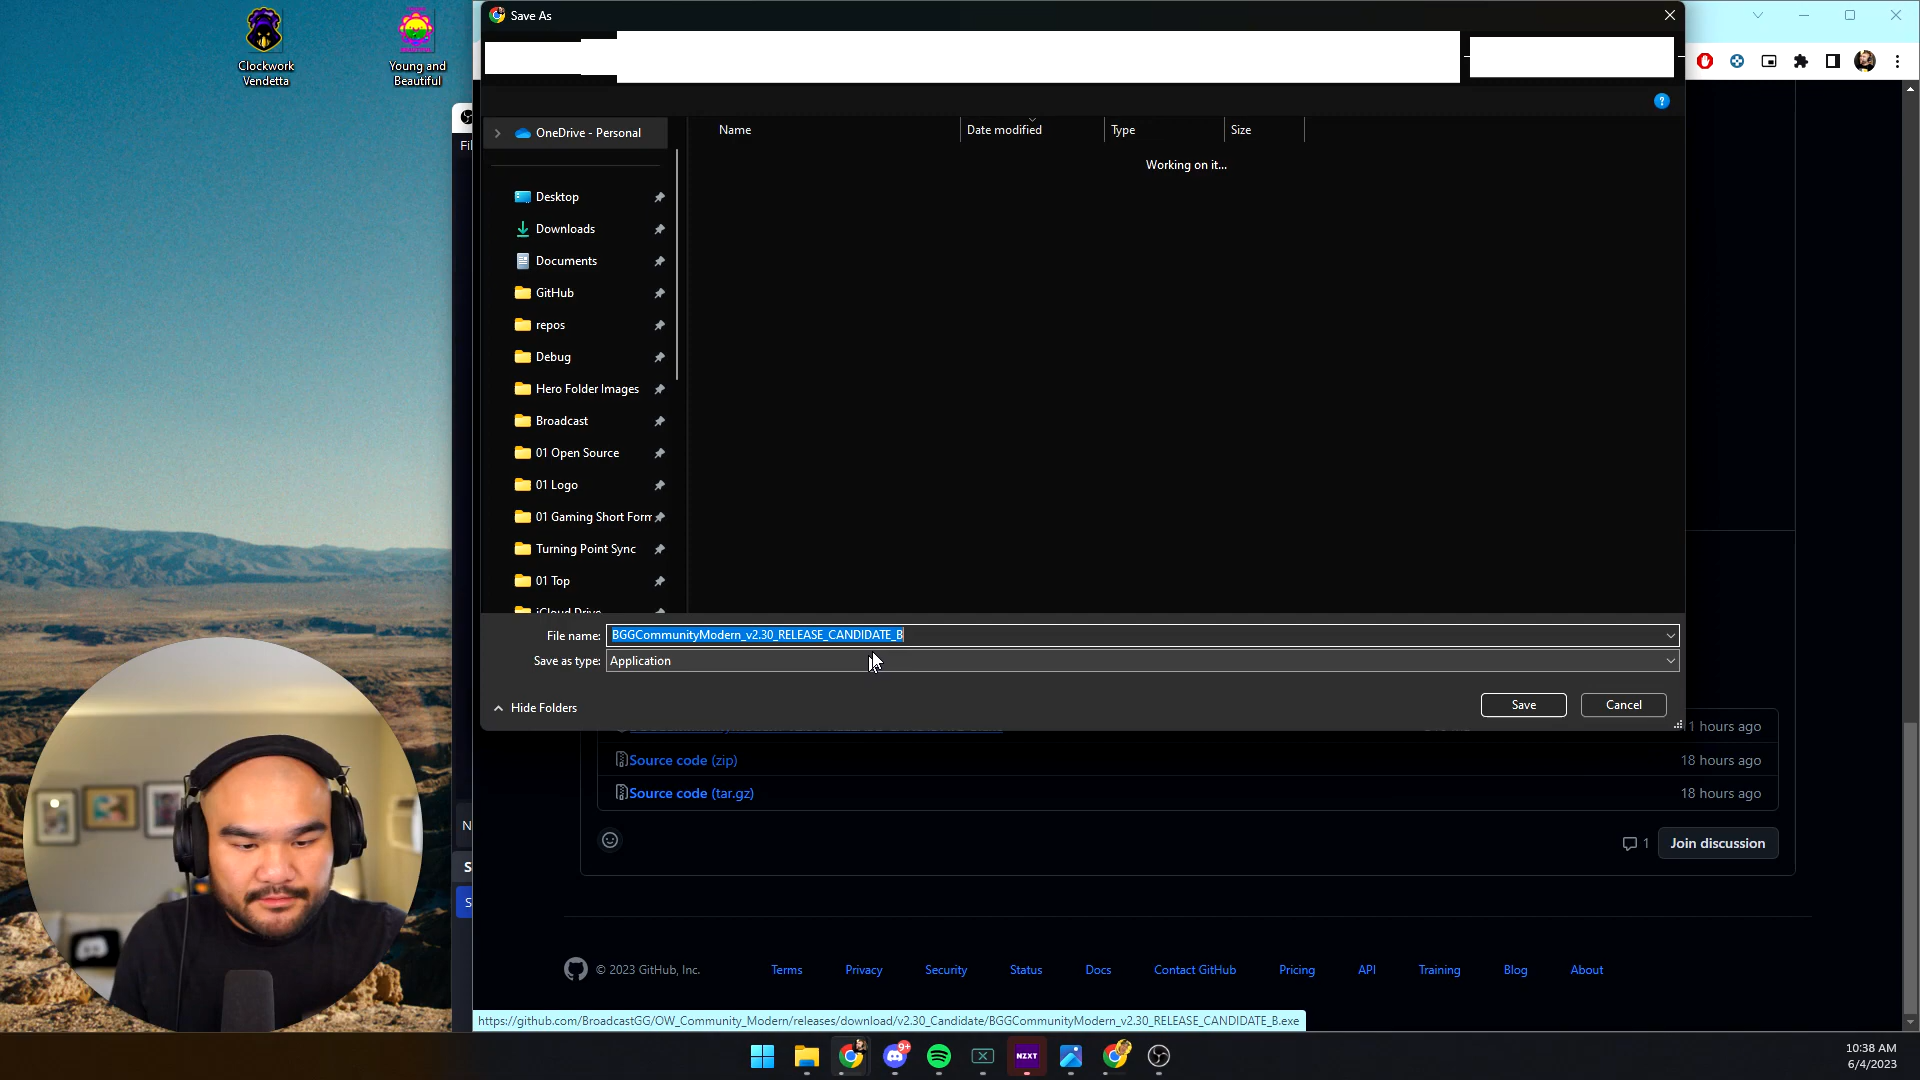 Clockwork
Vendetta
Young and
Beautiful
Save As
OneDrive - Personal
Name
Date modified
Type
Size
Working on it...
Desktop
Downloads
Documents
GitHub
repos
Debug
Hero Folder Images
Broadcast
01 Open Source
01 Logo
01 Gaming Short Form
Turning Point Sync
01 Top
iCloud Drive
File name: BGGCommunityModern_v2.30_RELEASE_CANDIDATE_B
Save as type: Application
Hide Folders
Save
Cancel
11 hours ago
Source code (zip) 18 hours ago
Source code (tar.gz) 18 hours ago
1
Join discussion
© 2023 GitHub, Inc.
Terms
Privacy
Security
Status
Docs
Contact GitHub
Pricing
API
Training
Blog
About
https://github.com/BroadcastGG/OW_Community_Modern/releases/download/v2.30_Candidate/BGGCommunityModern_v2.30_RELEASE_CANDIDATE_B.exe
9+
NZXT
10:38 AM
6/4/2023